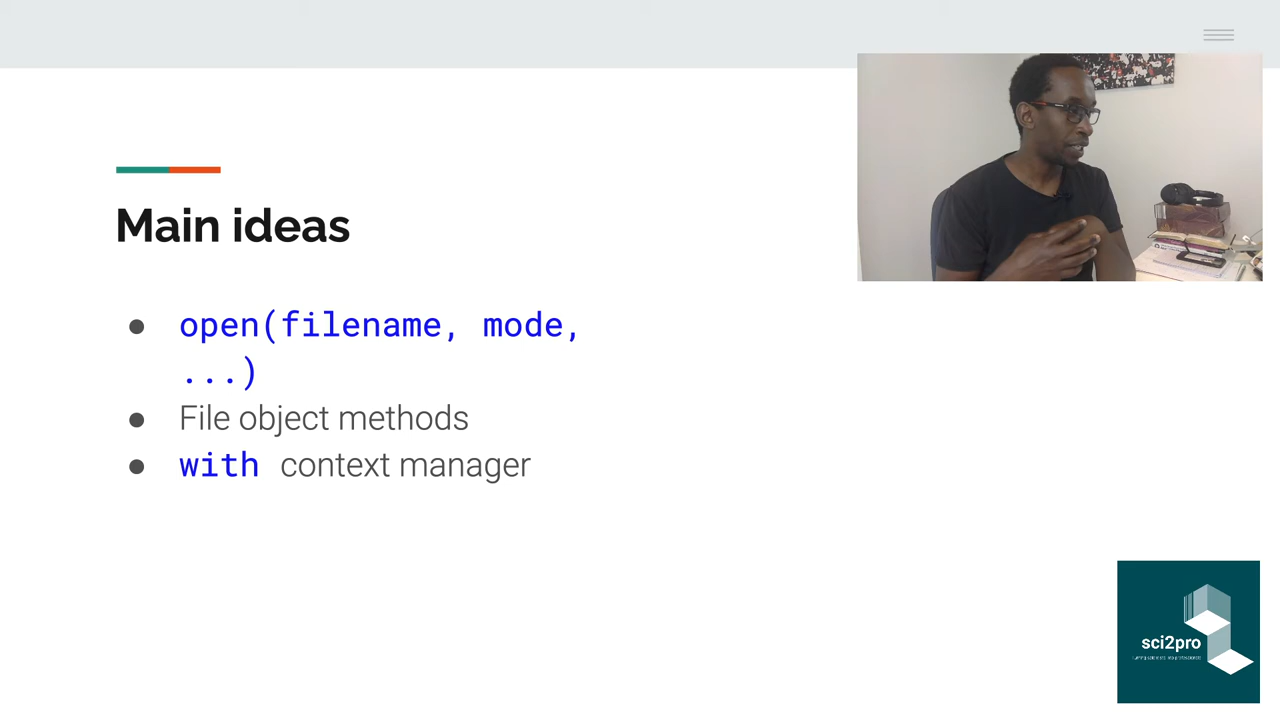 Main ideas
open(filename, mode,
...)
File object methods
with context manager
sci2pro